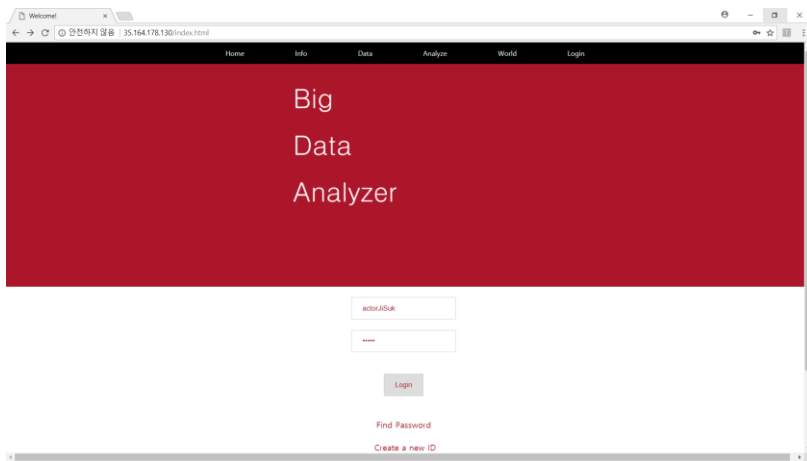 Welcome!
안전하지 않음 | 35.164.178.130/index.html
Home Info Data Analyze World Login
Big
Data
Analyzer
actorJiSuk
•••••
Login
Find Password
Create a new ID